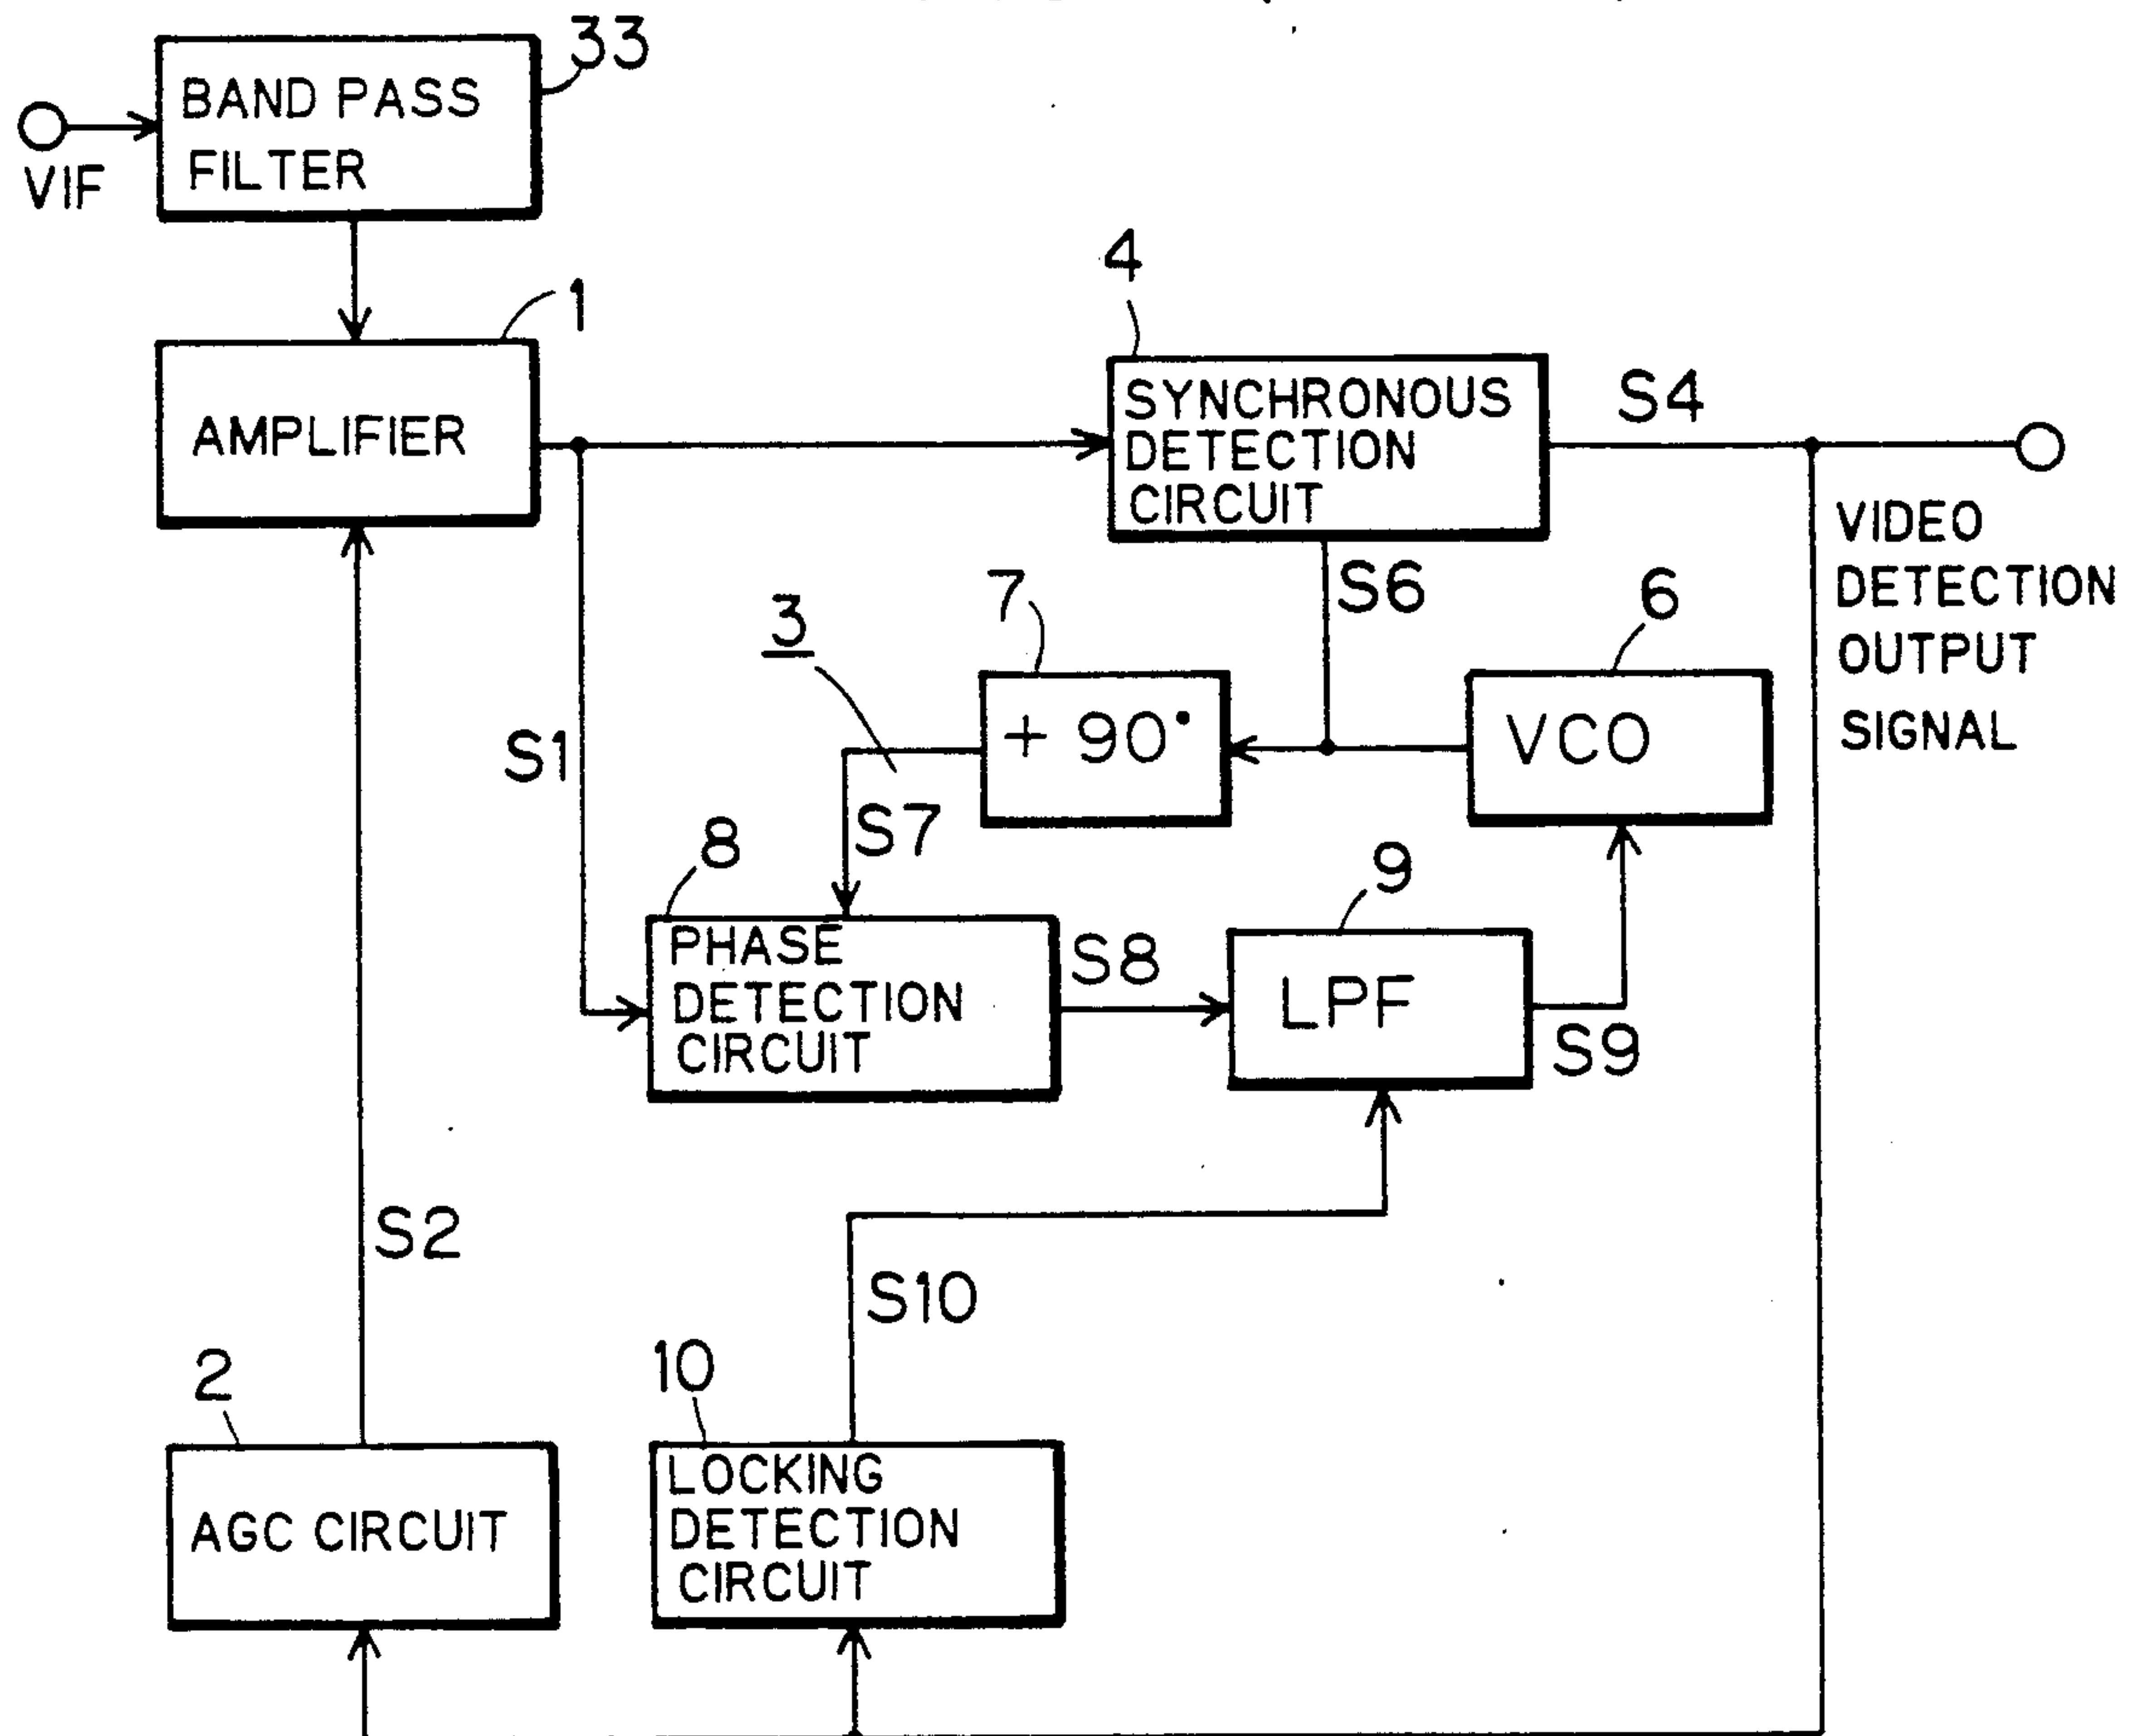 33
BAND PASS
FILTER
VIF
1
AMPLIFIER
4
SYNCHRONOUS
DETECTION
CIRCUIT
S4
VIDEO
DETECTION
OUTPUT
SIGNAL
S6
7
6
3
+ 90°
VCO
S1
S7
8
9
PHASE
DETECTION
CIRCUIT
S8
LPF
S9
S2
S10
2
10
AGC CIRCUIT
LOCKING
DETECTION
CIRCUIT